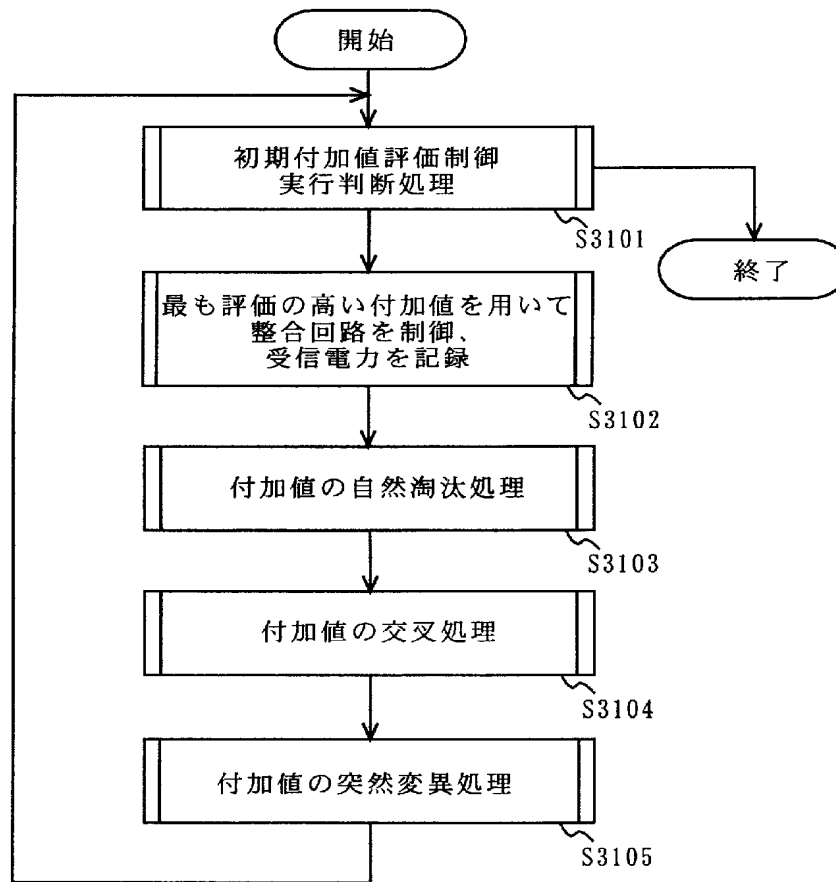 開始
初期付加値評価制御
実行判断処理
S3101
終了
最も評価の高い付加値を用いて
整合回路を制御、
受信電力を記録
S3102
付加値の自然淘汰処理
S3103
付加値の交叉処理
S3104
付加値の突然変異処理
S3105